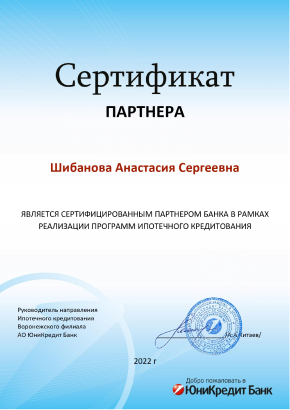 Сертификат
ПАРТНЕРА
Шибанова Анастасия Сергеевна
ЯВЛЯЕТСЯ СЕРТИФИЦИРОВАННЫМ ПАРТНЕРОМ БАНКА В РАМКАХ
РЕАЛИЗАЦИИ ПРОГРАММ ИПОТЕЧНОГО КРЕДИТОВАНИЯ
Руководитель направления
Ипотечного кредитования
Воронежского филиала
АО ЮниКредит Банк
2022 г
Добро пожаловать в
ЮниКредит Банк